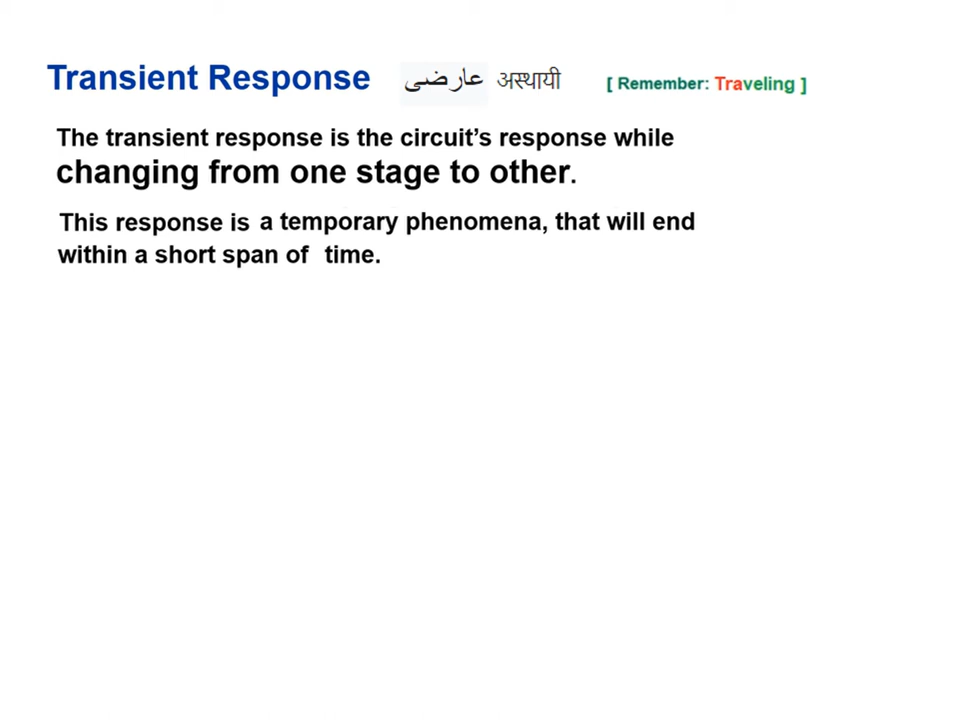 Transient Response عارضی अस्थायी [ Remember: Traveling ]
The transient response is the circuit's response while
changing from one stage to other.
This response is a temporary phenomena, that will end
within a short span of time.